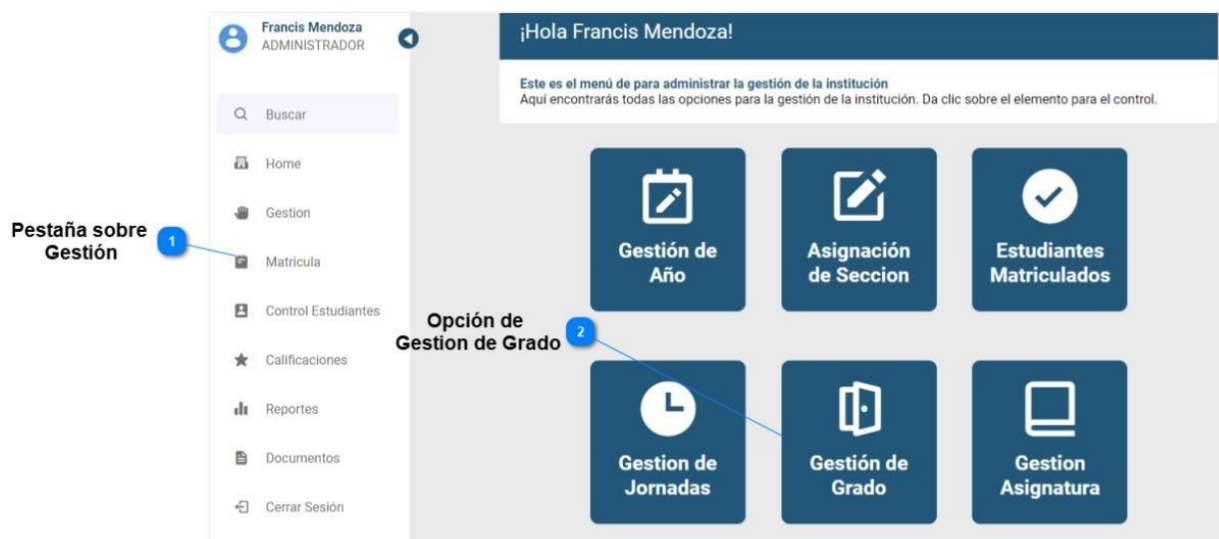 Francis Mendoza
ADMINISTRADOR
Buscar
Home
Gestion
Matricula
Control Estudiantes
Calificaciones
Reportes
Documentos
Cerrar Sesión
Pestaña sobre
Gestión
1
¡Hola Francis Mendoza!
Este es el menú de para administrar la gestión de la institución
Aquí encontrarás todas las opciones para la gestión de la institución. Da clic sobre el elemento para el control.
Gestión de
Año
Asignación
de Seccion
Estudiantes
Matriculados
Opción de
Gestion de Grado
2
Gestion de
Jornadas
Gestión de
Grado
Gestion
Asignatura